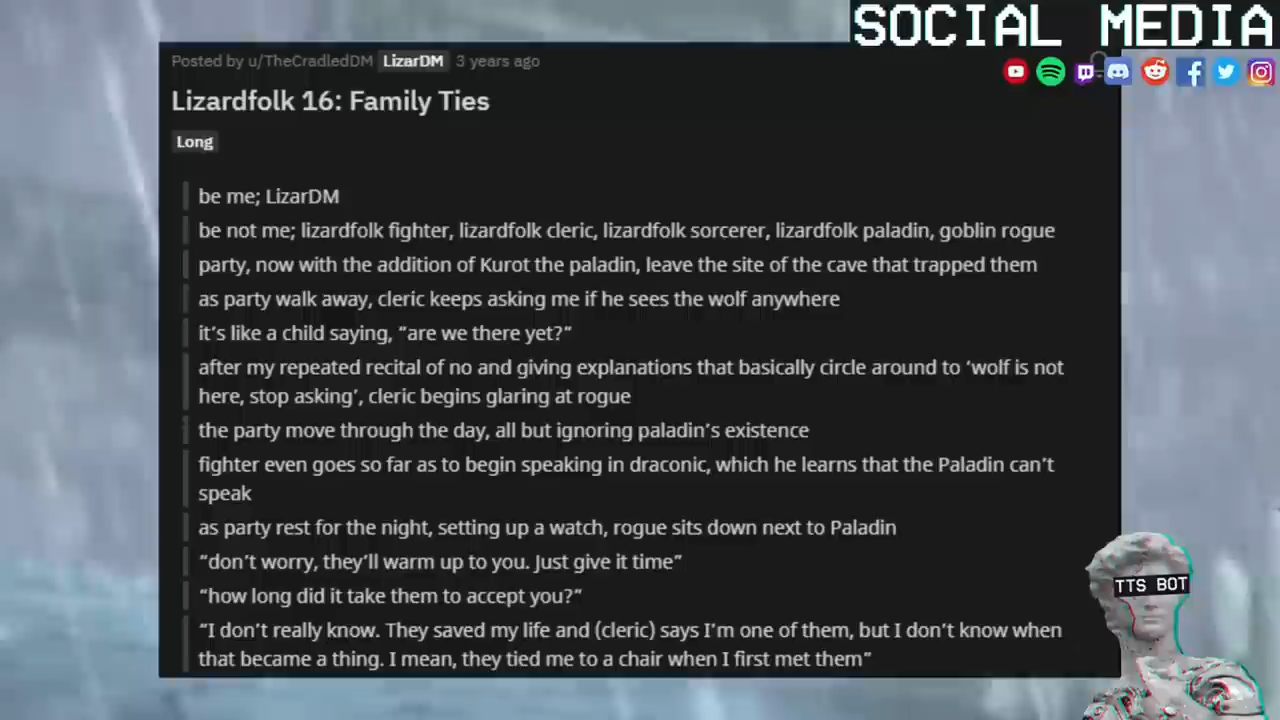 SOCIAL MEDIA
Posted by u/TheCradledDM LizarDM 3 years ago
Lizardfolk 16: Family Ties
Long
be me; LizarDM
be not me; lizardfolk fighter, lizardfolk cleric, lizardfolk sorcerer, lizardfolk paladin, goblin rogue
party, now with the addition of Kurot the paladin, leave the site of the cave that trapped them
as party walk away, cleric keeps asking me if he sees the wolf anywhere
it's like a child saying, “are we there yet?”
after my repeated recital of no and giving explanations that basically circle around to ‘wolf is not
here, stop asking’, cleric begins glaring at rogue
the party move through the day, all but ignoring paladin’s existence
fighter even goes so far as to begin speaking in draconic, which he learns that the Paladin can’t
speak
as party rest for the night, setting up a watch, rogue sits down next to Paladin
“don’t worry, they’ll warm up to you. Just give it time”
“how long did it take them to accept you?”
“I don’t really know. They saved my life and (cleric) says I’m one of them, but I don’t know when
that became a thing. I mean, they tied me to a chair when I first met them”
TTS BOT